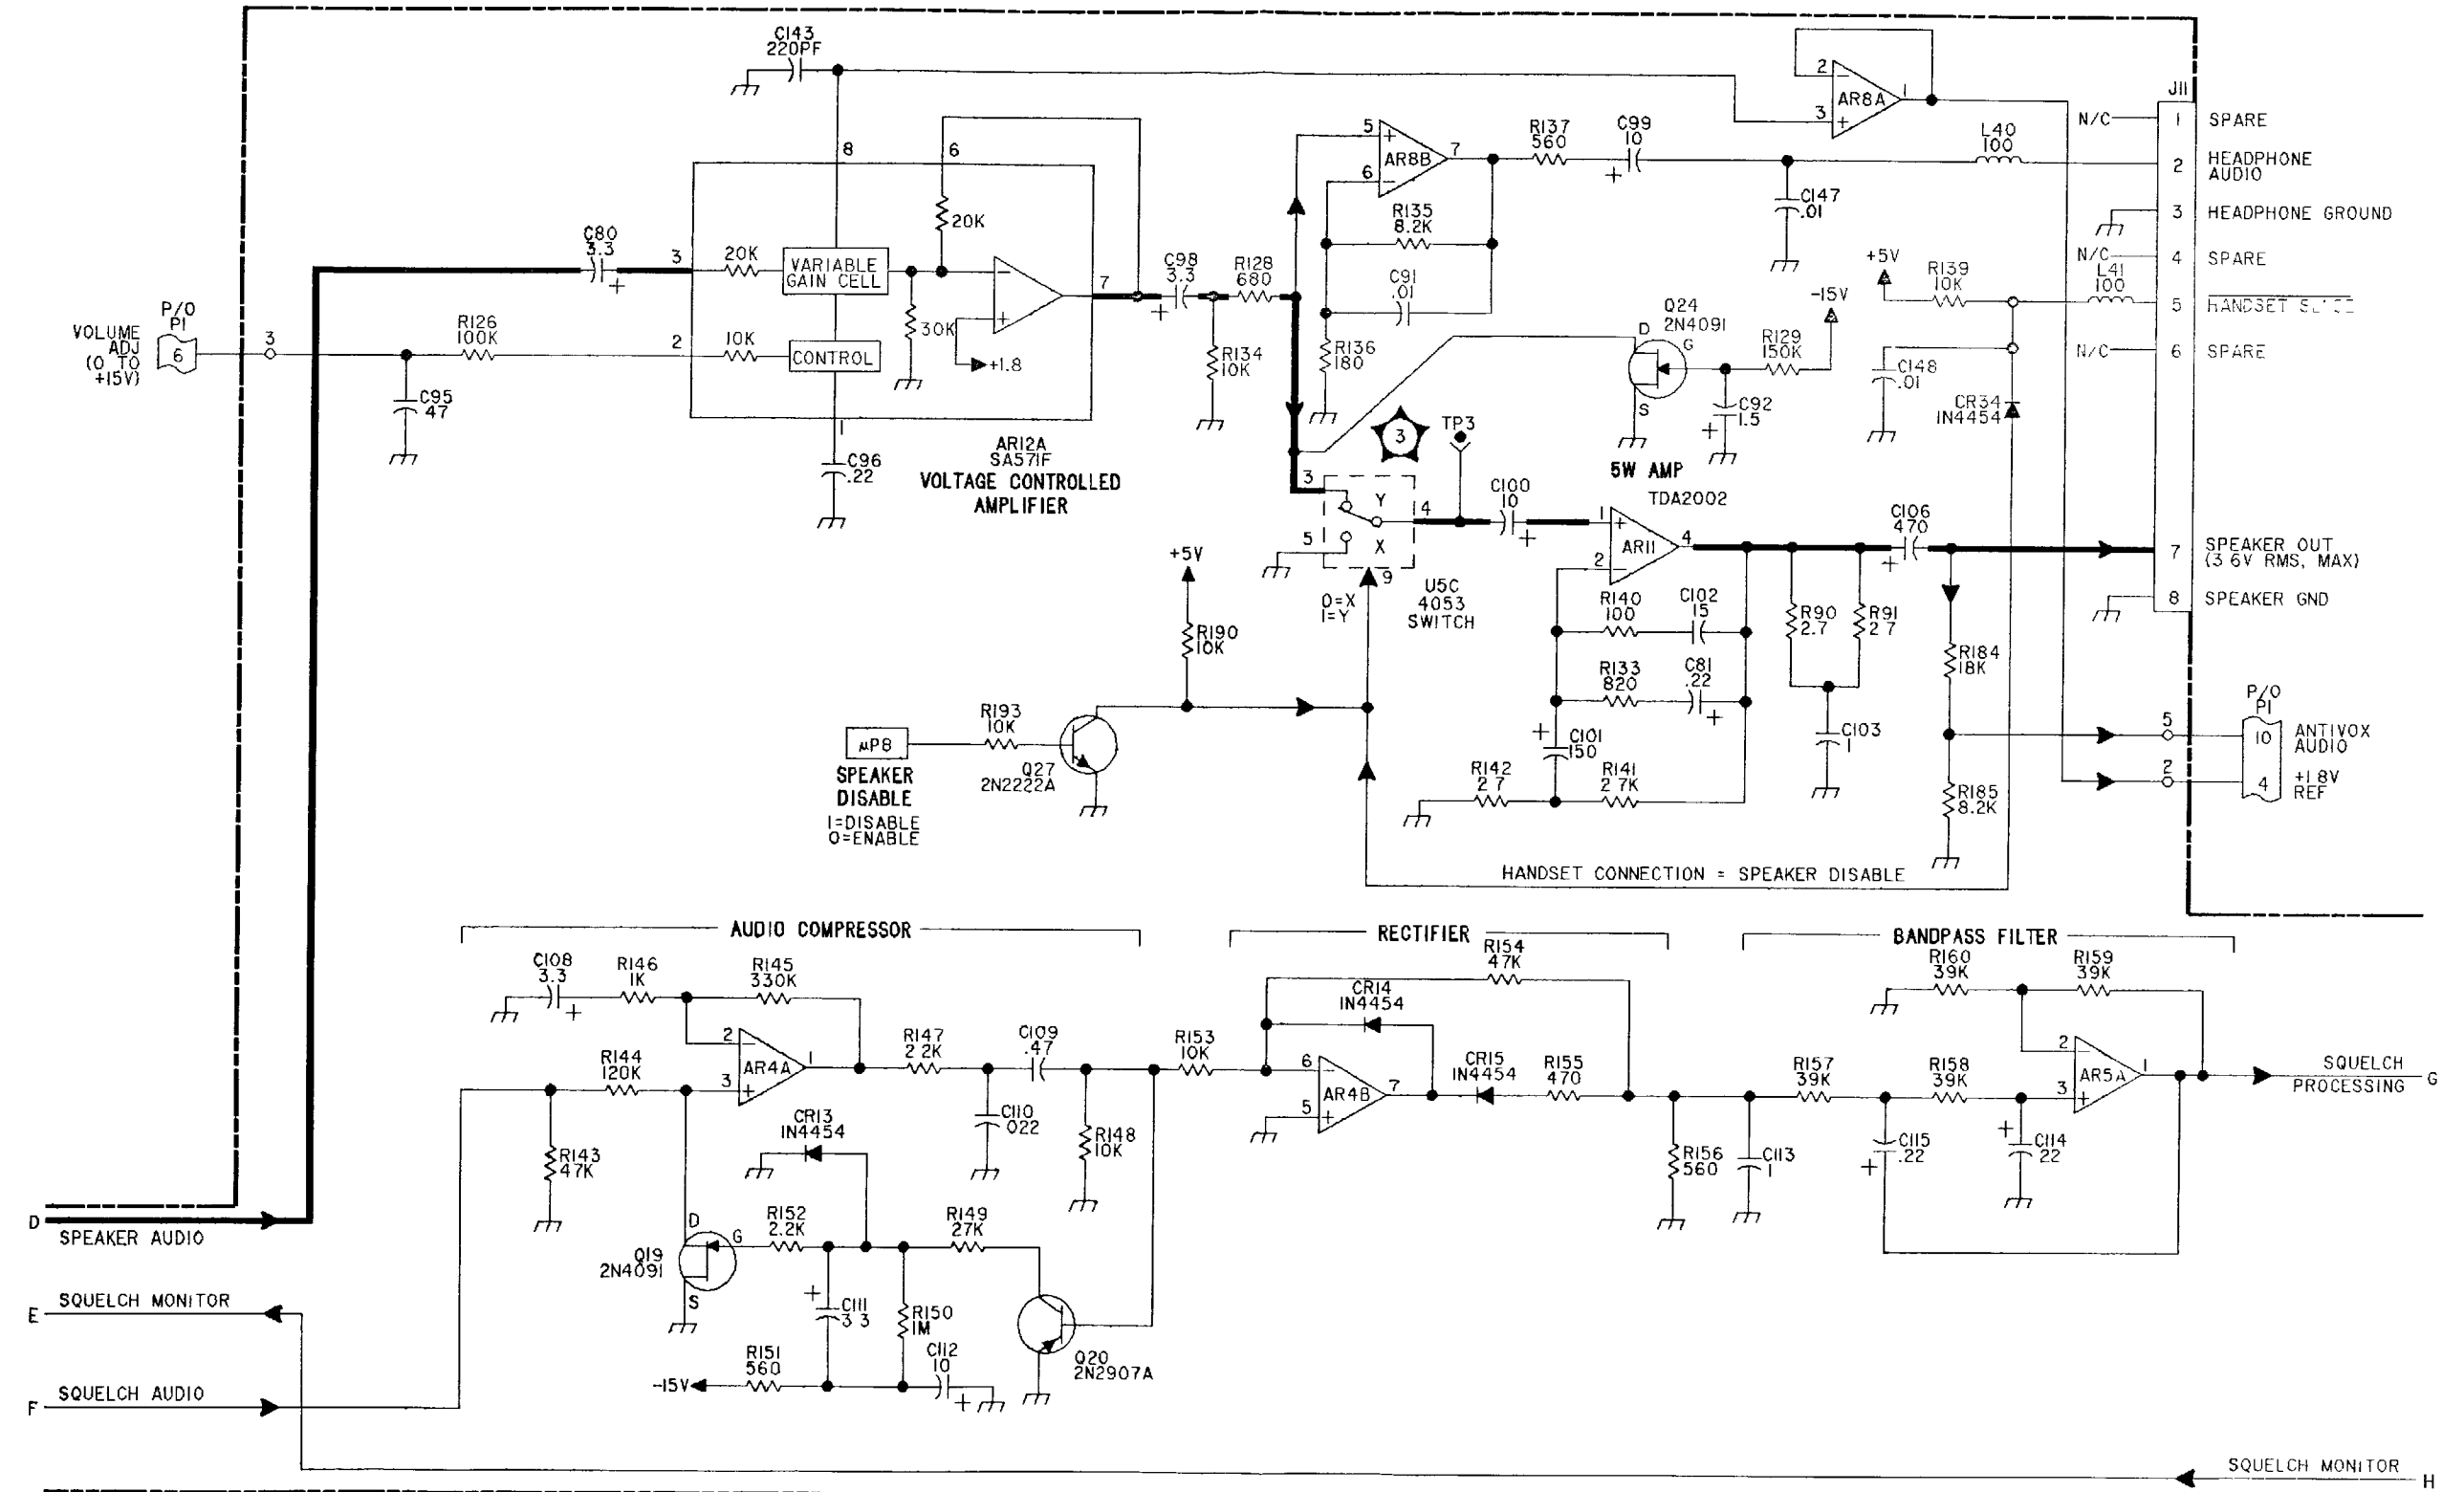 C143
220PF
2
AR8A
1
3
J11
N/C
1
SPARE
8
6
5
AR8B
7
6
R137
560
C99
10
L40
100
2
HEADPHONE
AUDIO
C147
.01
3
HEADPHONE GROUND
C80
3.3
3
20K
VARIABLE
GAIN CELL
20K
30K
7
C98
3.3
R128
680
R135
8.2K
C91
.01
N/C
4
SPARE
+5V
R139
10K
L41
100
5
HANDSET
P/O
P1
VOLUME
ADJ
(0 TO
+15V)
6
3
R126
100K
2
10K
CONTROL
+1.8
R134
10K
R136
180
Q24
2N4091
D
G
S
R129
150K
-15V
C148
.01
N/C
6
SPARE
C95
47
1
C96
.22
AR12A
SA571F
VOLTAGE CONTROLLED
AMPLIFIER
3
TP3
C92
1.5
CR34
1N4454
5W AMP
TDA2002
3
Y
4
5
X
9
C100
10
1
AR11
4
2
C106
470
7
SPEAKER OUT
(3 6V RMS, MAX)
8
SPEAKER GND
0=X
1=Y
U5C
4053
SWITCH
+5V
R190
10K
R140
100
C102
15
R90
2.7
R91
2 7
R184
18K
R133
820
C81
.22
μP8
SPEAKER
DISABLE
1=DISABLE
0=ENABLE
R193
10K
Q27
2N2222A
C101
150
R142
2 7
R141
2 7K
C103
1
R185
8.2K
P/O
P1
5
10
ANTIVOX
AUDIO
2
4
+1 8V
REF
HANDSET CONNECTION = SPEAKER DISABLE
AUDIO COMPRESSOR
RECTIFIER
BANDPASS FILTER
C108
3.3
R146
1K
R145
330K
R154
47K
CR14
1N4454
R160
39K
R159
39K
R144
120K
2
AR4A
1
3
R147
2 2K
C109
.47
R153
10K
6
AR4B
7
5
CR15
1N4454
R155
470
R157
39K
R158
39K
2
AR5A
1
3
SQUELCH
PROCESSING
G
R143
47K
CR13
1N4454
C110
022
R148
10K
R156
560
C113
1
C115
.22
C114
22
D
SPEAKER AUDIO
Q19
2N4091
D
G
S
R152
2.2K
R149
27K
E
SQUELCH MONITOR
C111
3 3
R150
1M
Q20
2N2907A
-15V
R151
560
C112
10
F
SQUELCH AUDIO
SQUELCH MONITOR
H